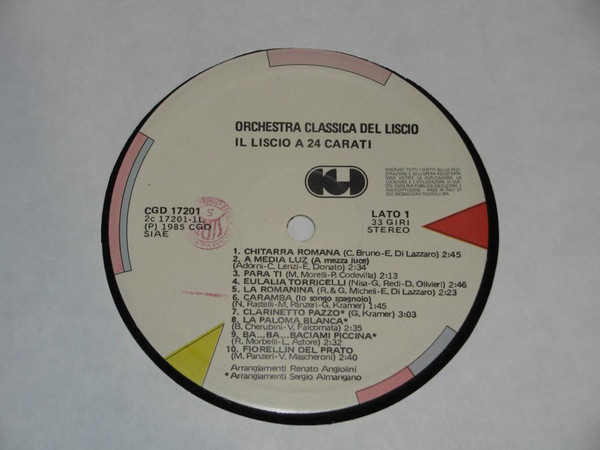 ORCHESTRA CLASSICA DEL LISCIO
IL LISCIO A 24 CARATI
CGD 17201
2c 17201-1L
(P) 1985 CGD
SIAE
LATO 1
33 GIRI
STEREO
1. CHITARRA ROMANA (C. Bruno-E. Di Lazzaro) 2:45
2. A MEDIA LUZ (A mezza luce)
(Adorni-C. Lenzi-E. Donato) 2:34
3. PARA TI (M. Morelli-P. Codevilla) 2:13
4. EULALIA TORRICELLI (Nisa-G. Redi-D. Olivieri) 2:46
5. LA ROMANINA (R. & G. Micheli-E. Di Lazzaro) 2:23
6. CARAMBA (Io songo spagnolo)
(N. Rastelli-M. Panzeri-G. Kramer) 1:45
7. CLARINETTO PAZZO* (G. Kramer) 3:03
8. LA PALOMA BLANCA*
(B. Cherubini-V. Falcomata) 2:35
9. BA...BA...BACIAMI PICCINA*
(R. Morbelli-L. Astore) 2:32
10. FIORELLIN DEL PRATO
(M. Panzeri-V. Mascheroni) 2:40
Arrangiamenti Renato Angiolini
*Arrangiamenti Sergio Almangano